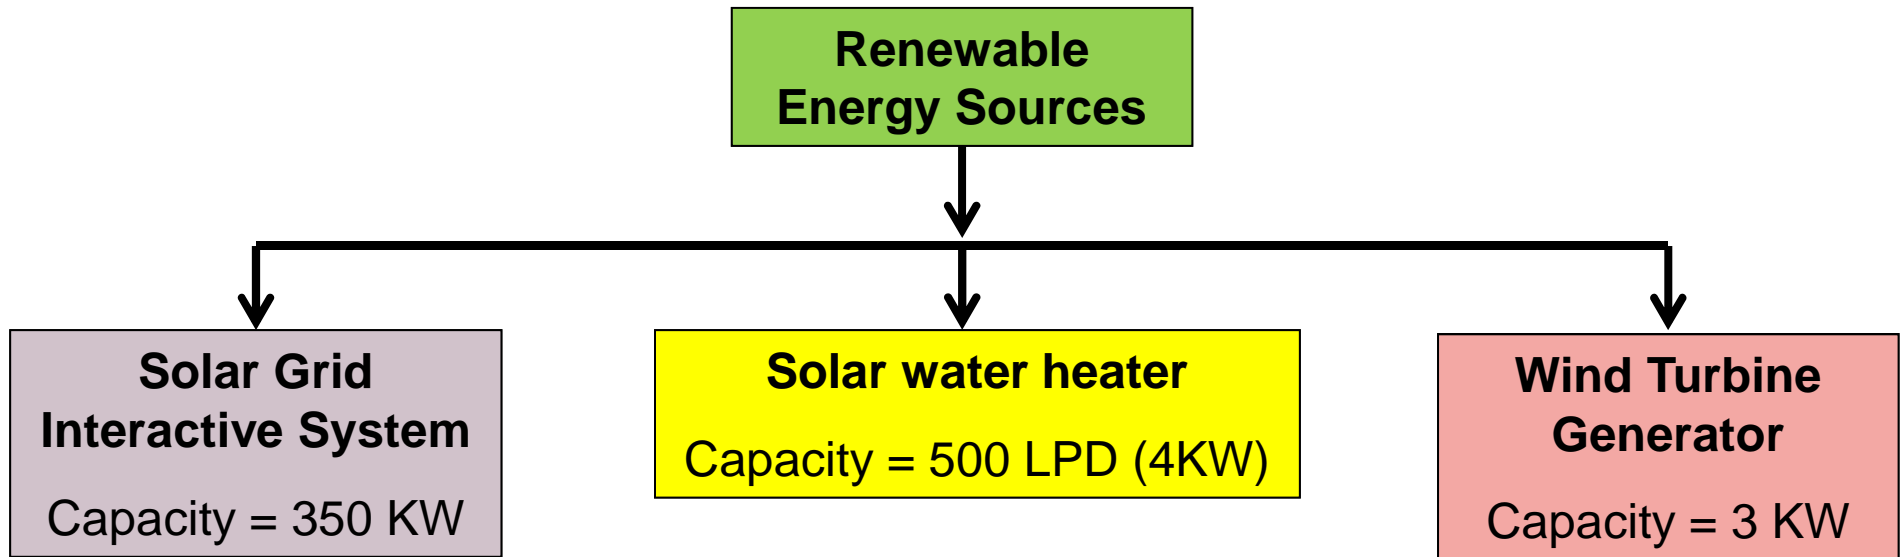 Renewable
Energy Sources
Solar Grid
Interactive System
Capacity = 350 KW
Solar water heater
Capacity = 500 LPD (4KW)
Wind Turbine
Generator
Capacity = 3 KW